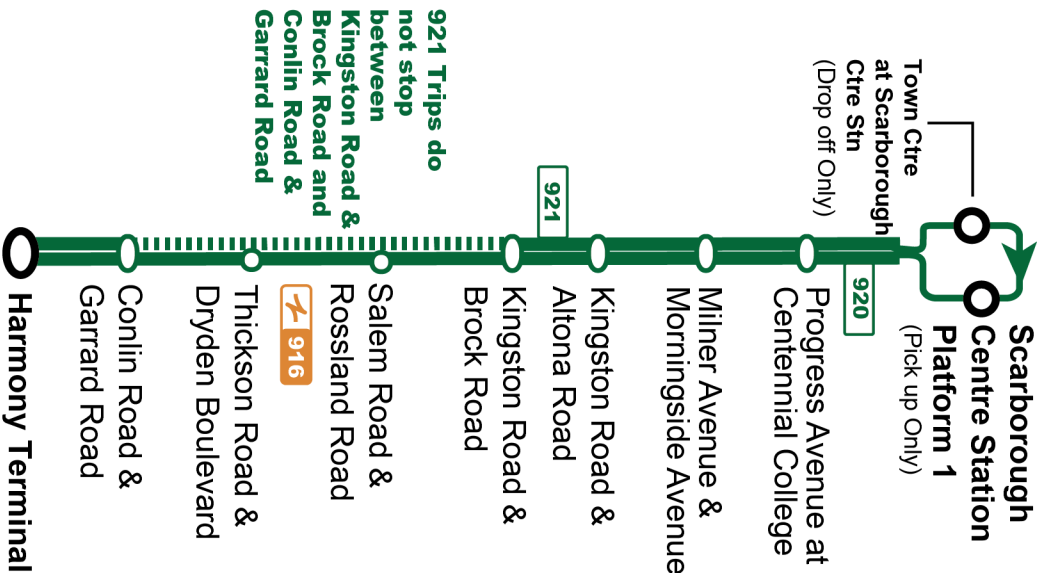 Scarborough
Centre Station
Platform 1
(Pick up Only)
Town Ctre
at Scarborough
Ctre Stn
(Drop off Only)
920
Progress Avenue at
Centennial College
Milner Avenue &
Morningside Avenue
Kingston Road &
Altona Road
921
Kingston Road &
Brock Road
921 Trips do
not stop
between
Kingston Road &
Brock Road and
Conlin Road &
Garrard Road
Salem Road &
Rossland Road
916
Thickson Road &
Dryden Boulevard
Conlin Road &
Garrard Road
Harmony Terminal